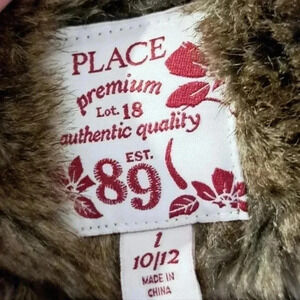 PLACE
premium
Lot. 18
authentic quality
EST.
89
10/12
MADE IN
CHINA